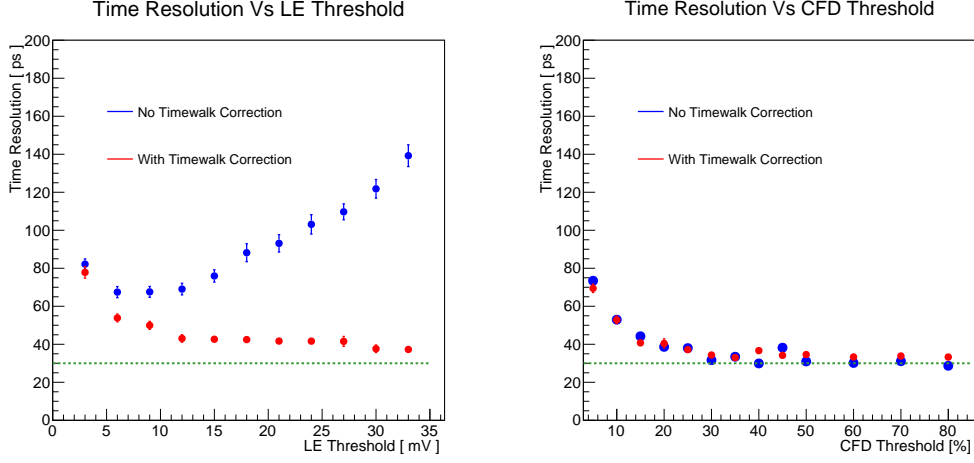 Time Resolution Vs LE Threshold
Time Resolution [ ps]
200
180
160
140
120
100
80
60
40
20
0
No Timewalk Correction
With Timewalk Correction
0 5 10 15 20 25 30 35
LE Threshold [ mV]
Time Resolution Vs CFD Threshold
Time Resolution [ ps]
200
180
160
140
120
100
80
60
40
20
0
No Timewalk Correction
With Timewalk Correction
10 20 30 40 50 60 70 80
CFD Threshold [%]